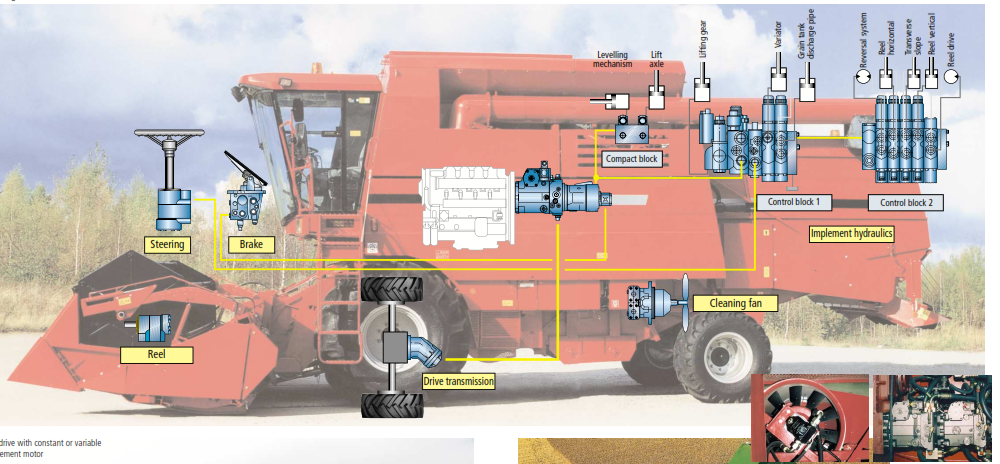 Levelling
mechanism
Lift
axle
Lifting gear
Variator
Grain tank
discharge pipe
Reversal system
Reel
horizontal
Transverse
slope
Reel vertical
Reel drive
Compact block
Control block 1
Control block 2
Steering
Brake
Implement hydraulics
Cleaning fan
Reel
Drive transmission
drive with constant or variable
ement motor